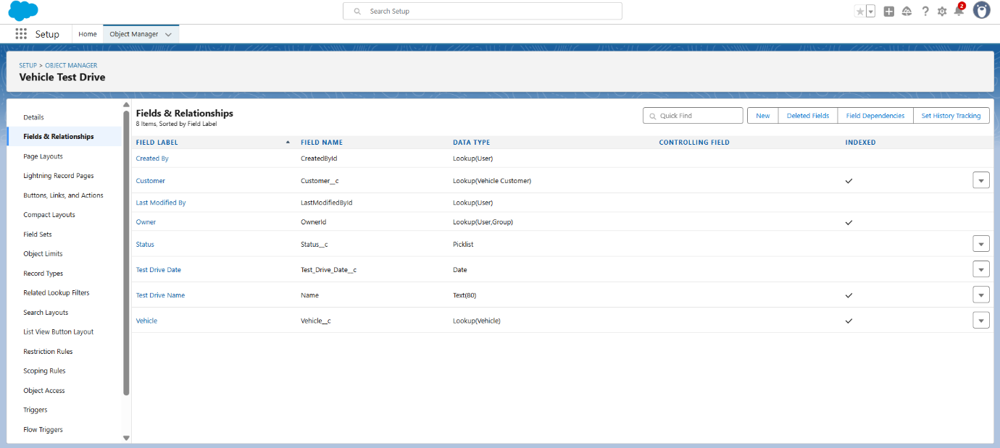 Search Setup
2
Setup
Home
Object Manager
SETUP > OBJECT MANAGER
Vehicle Test Drive
Details
Fields & Relationships
Page Layouts
Lightning Record Pages
Buttons, Links, and Actions
Compact Layouts
Field Sets
Object Limits
Record Types
Related Lookup Filters
Search Layouts
List View Button Layout
Restriction Rules
Scoping Rules
Object Access
Triggers
Flow Triggers
Fields & Relationships
8 Items, Sorted by Field Label
Quick Find
New
Deleted Fields
Field Dependencies
Set History Tracking
FIELD LABEL FIELD NAME DATA TYPE CONTROLLING FIELD INDEXED
Created By CreatedById Lookup(User)
Customer Customer__c Lookup(Vehicle Customer)
Last Modified By LastModifiedById Lookup(User)
Owner OwnerId Lookup(User,Group)
Status Status__c Picklist
Test Drive Date Test_Drive_Date__c Date
Test Drive Name Name Text(80)
Vehicle Vehicle__c Lookup(Vehicle)